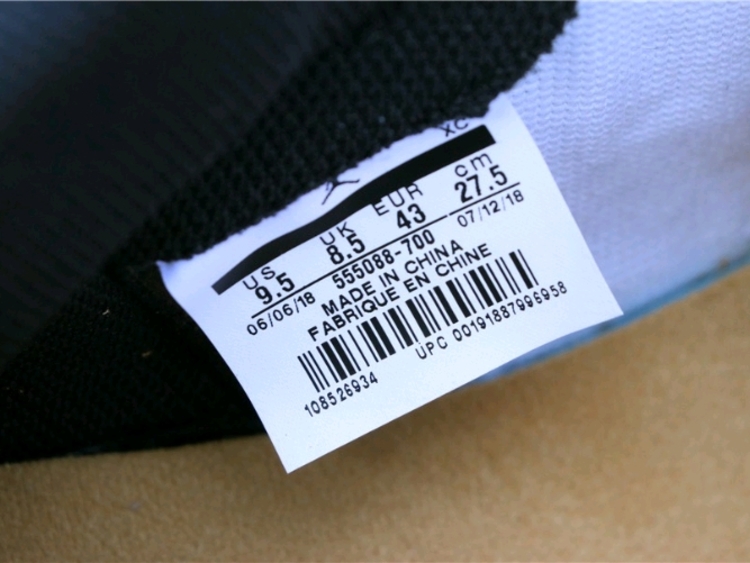 XC
US UK EUR cm
9.5 8.5 43 27.5
06/06/18 555088-700 07/12/18
MADE IN CHINA
FABRIQUE EN CHINE
108526934 UPC 00191887996958